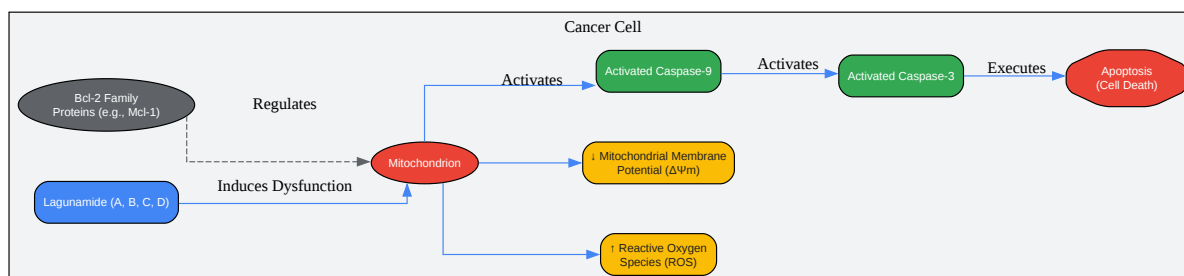 Cancer Cell
Activated Caspase-9
Activates
Activates
Activated Caspase-3
Executes
Apoptosis
(Cell Death)
Bcl-2 Family
Proteins (e.g., Mcl-1)
Regulates
Mitochondrion
↓ Mitochondrial Membrane
Potential (ΔΨm)
Induces Dysfunction
Lagunamide (A, B, C, D)
↑ Reactive Oxygen
Species (ROS)